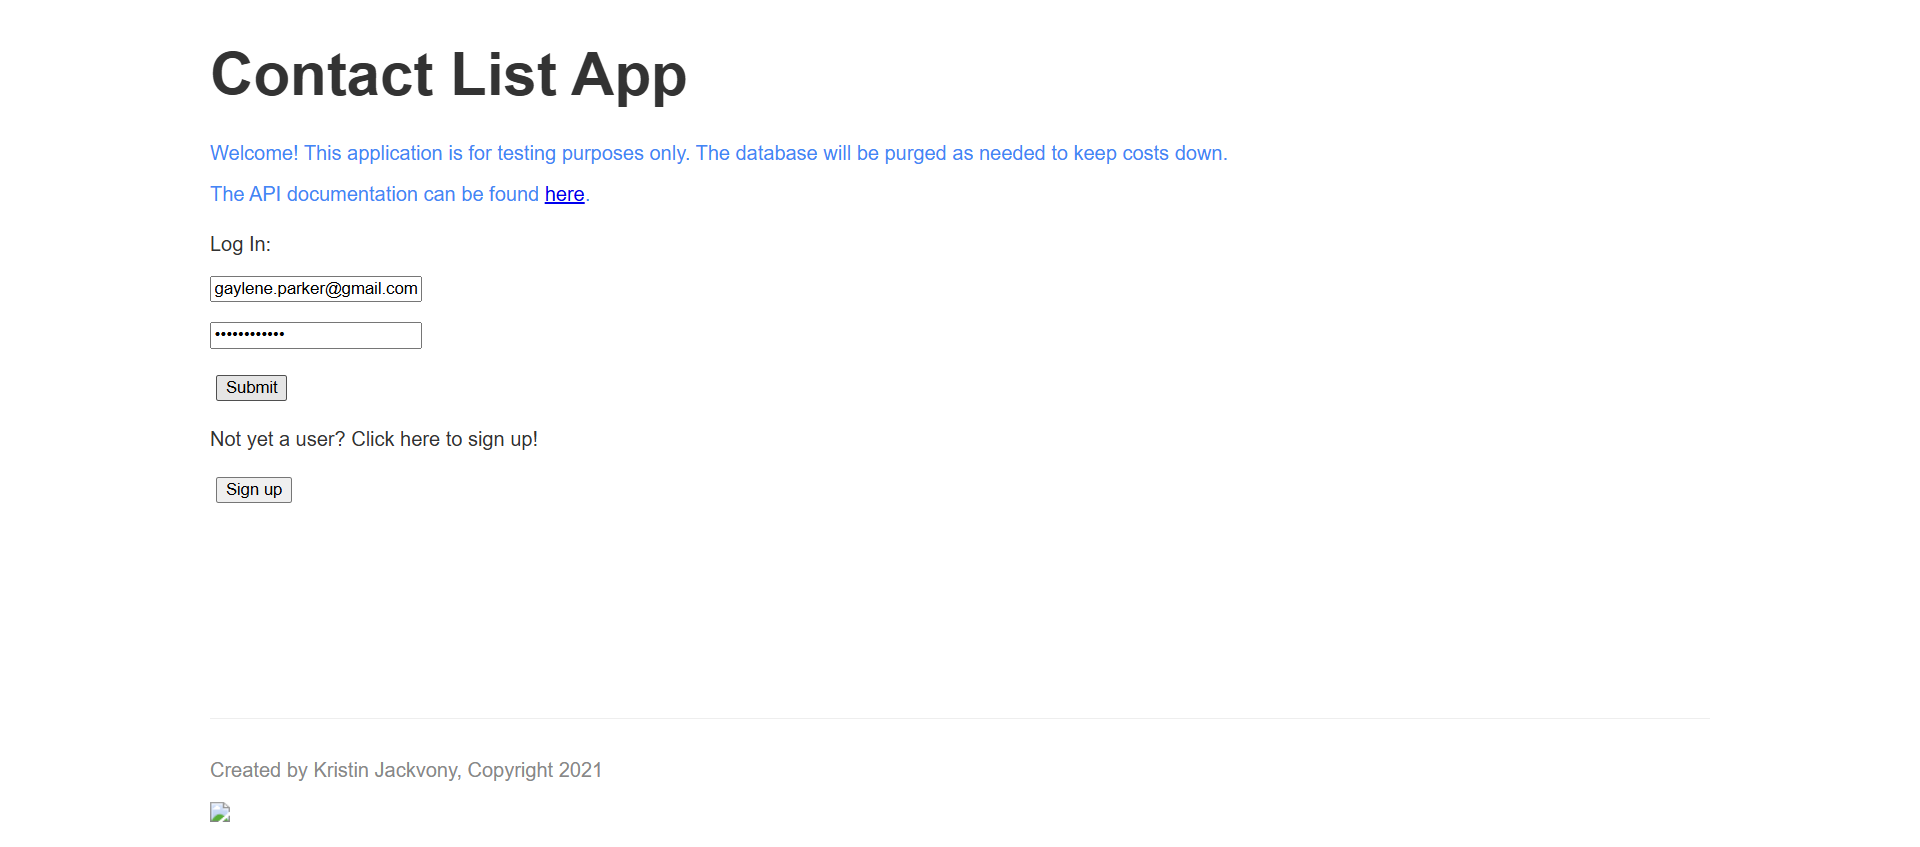 Contact List App
Welcome! This application is for testing purposes only. The database will be purged as needed to keep costs down.
The API documentation can be found here.
Log In:
gaylene.parker@gmail.com
••••••••••••
Submit
Not yet a user? Click here to sign up!
Sign up
Created by Kristin Jackvony, Copyright 2021